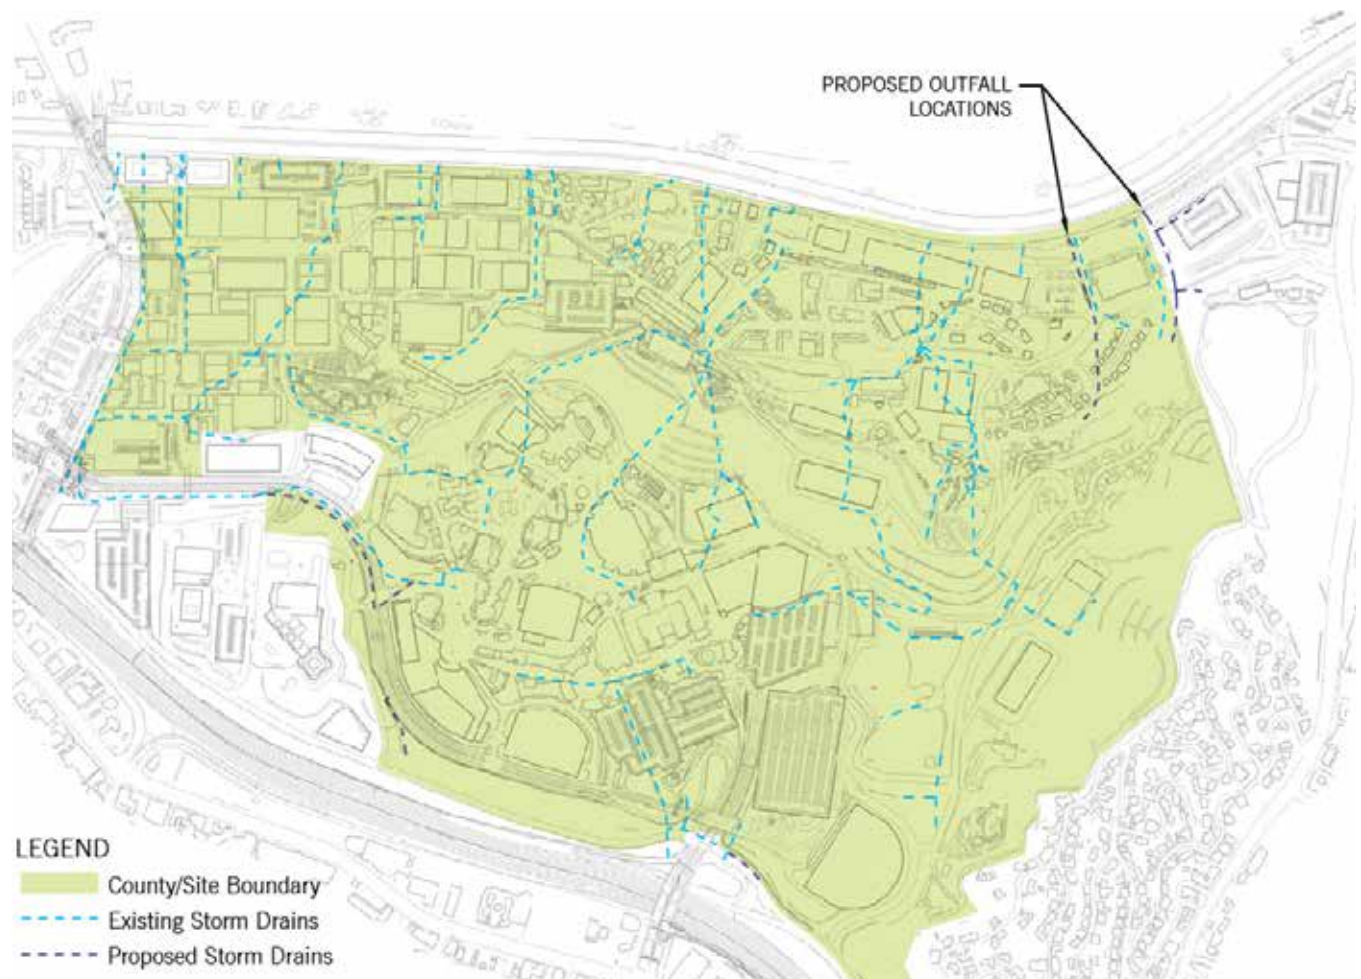 PROPOSED OUTFALL
LOCATIONS
LEGEND
County/Site Boundary
Existing Storm Drains
Proposed Storm Drains